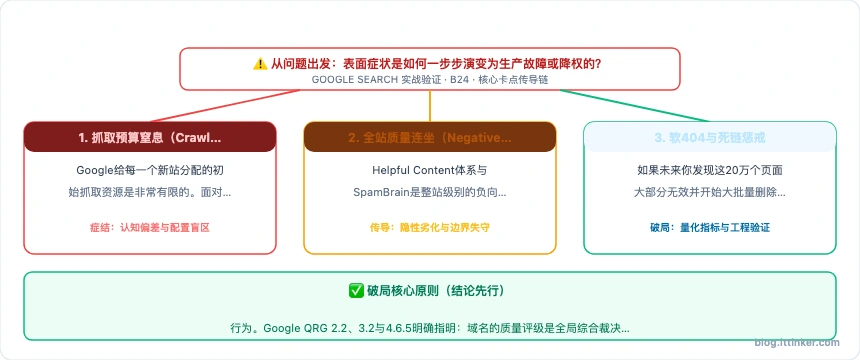 ⚠️ 从问题出发：表面症状是如何一步步演变为生产故障或降权的？
GOOGLE SEARCH 实战验证 · B24 · 核心卡点传导链
1. 抓取预算窒息（Crawl...
Google给每一个新站分配的初
始抓取资源是非常有限的。面对...
症结：认知偏差与配置盲区
2. 全站质量连坐（Negative...
Helpful Content体系与
SpamBrain是整站级别的负向...
传导：隐性劣化与边界失守
3. 软404与死链惩戒
如果未来你发现这20万个页面
大部分无效并开始大批量删除...
破局：量化指标与工程验证
✅ 破局核心原则（结论先行）
行为。Google QRG 2.2、3.2与4.6.5明确指明：域名的质量评级是全局综合裁决...
blog.ittinker.com